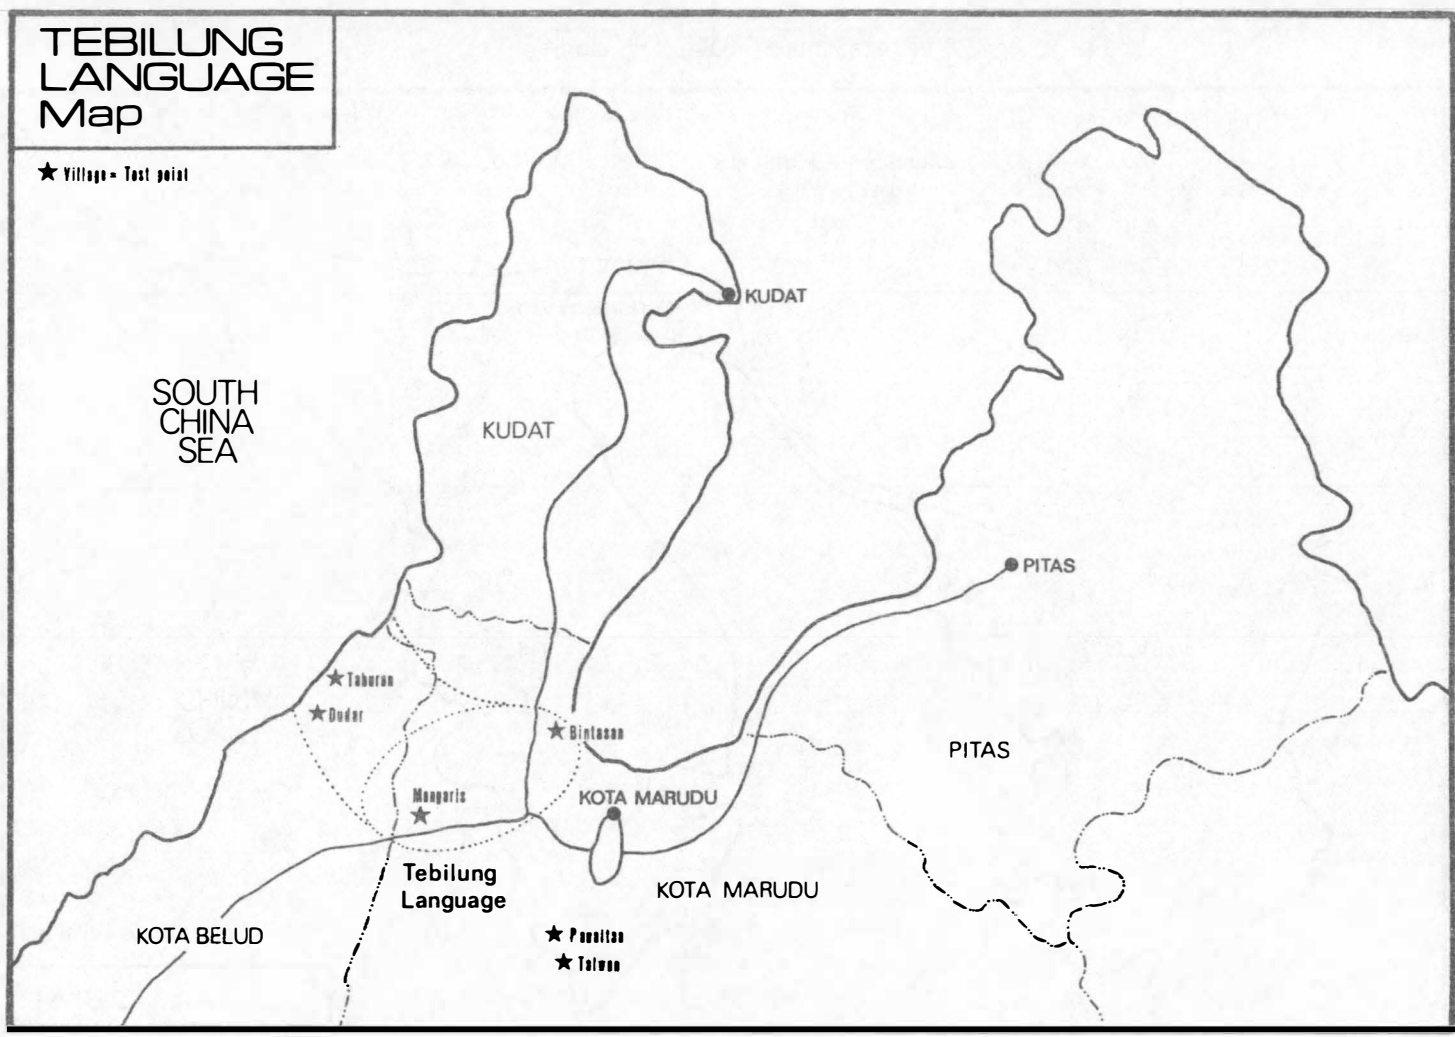 TEBILUNG
LANGUAGE
Map
★ Village = Test point
KUDAT
SOUTH
CHINA
SEA
KUDAT
PITAS
★ Taburan
★ Dudar
★ Bintasan
PITAS
★ Mangaris
KOTA MARUDU
Tebilung
Language
KOTA MARUDU
KOTA BELUD